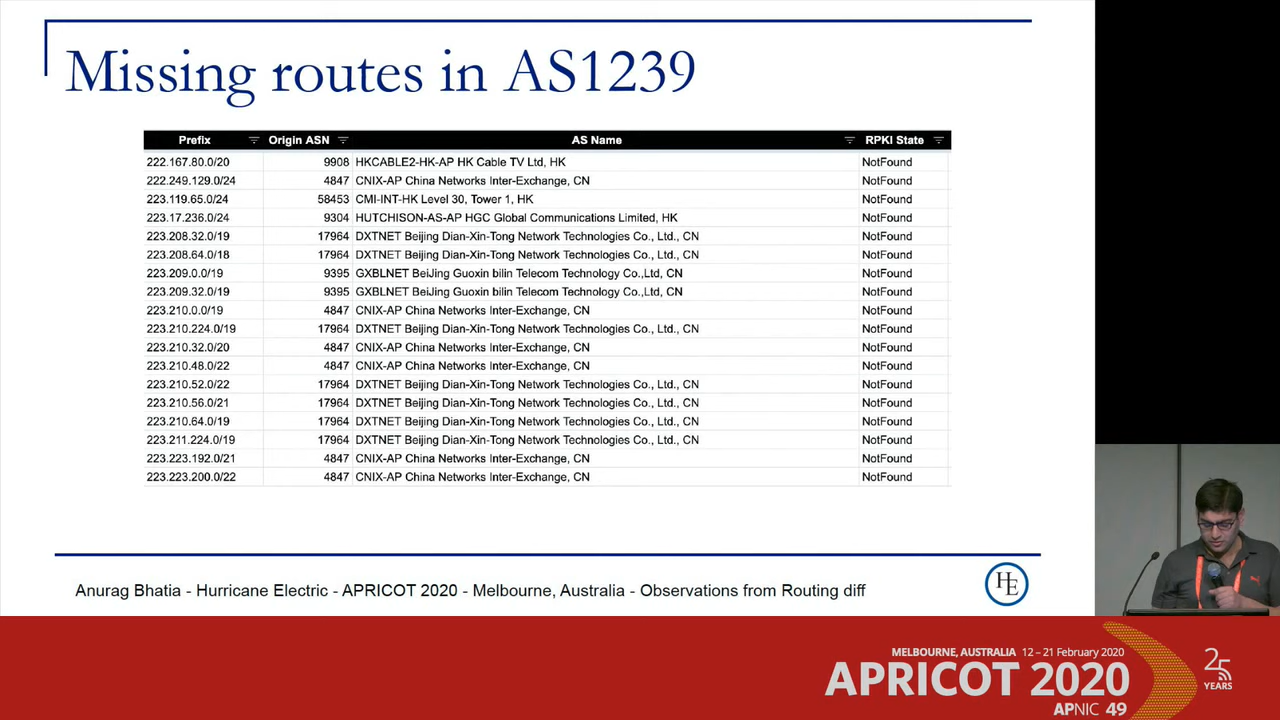 Missing routes in AS1239
Prefix Origin ASN AS Name RPKI State
222.167.80.0/20 9908 HKCABLE2-HK-AP HK Cable TV Ltd, HK NotFound
222.249.129.0/24 4847 CNIX-AP China Networks Inter-Exchange, CN NotFound
223.119.65.0/24 58453 CMI-INT-HK Level 30, Tower 1, HK NotFound
223.17.236.0/24 9304 HUTCHISON-AS-AP HGC Global Communications Limited, HK NotFound
223.208.32.0/19 17964 DXTNET Beijing Dian-Xin-Tong Network Technologies Co., Ltd., CN NotFound
223.208.64.0/18 17964 DXTNET Beijing Dian-Xin-Tong Network Technologies Co., Ltd., CN NotFound
223.209.0.0/19 9395 GXBLNET BeiJing Guoxin bilin Telecom Technology Co.,Ltd, CN NotFound
223.209.32.0/19 9395 GXBLNET BeiJing Guoxin bilin Telecom Technology Co.,Ltd, CN NotFound
223.210.0.0/19 4847 CNIX-AP China Networks Inter-Exchange, CN NotFound
223.210.224.0/19 17964 DXTNET Beijing Dian-Xin-Tong Network Technologies Co., Ltd., CN NotFound
223.210.32.0/20 4847 CNIX-AP China Networks Inter-Exchange, CN NotFound
223.210.48.0/22 4847 CNIX-AP China Networks Inter-Exchange, CN NotFound
223.210.52.0/22 17964 DXTNET Beijing Dian-Xin-Tong Network Technologies Co., Ltd., CN NotFound
223.210.56.0/21 17964 DXTNET Beijing Dian-Xin-Tong Network Technologies Co., Ltd., CN NotFound
223.210.64.0/19 17964 DXTNET Beijing Dian-Xin-Tong Network Technologies Co., Ltd., CN NotFound
223.211.224.0/19 17964 DXTNET Beijing Dian-Xin-Tong Network Technologies Co., Ltd., CN NotFound
223.223.192.0/21 4847 CNIX-AP China Networks Inter-Exchange, CN NotFound
223.223.200.0/22 4847 CNIX-AP China Networks Inter-Exchange, CN NotFound
Anurag Bhatia - Hurricane Electric - APRICOT 2020 - Melbourne, Australia - Observations from Routing diff
HE
MELBOURNE, AUSTRALIA 12 – 21 February 2020
APRICOT 2020
APNIC 49
25
YEARS